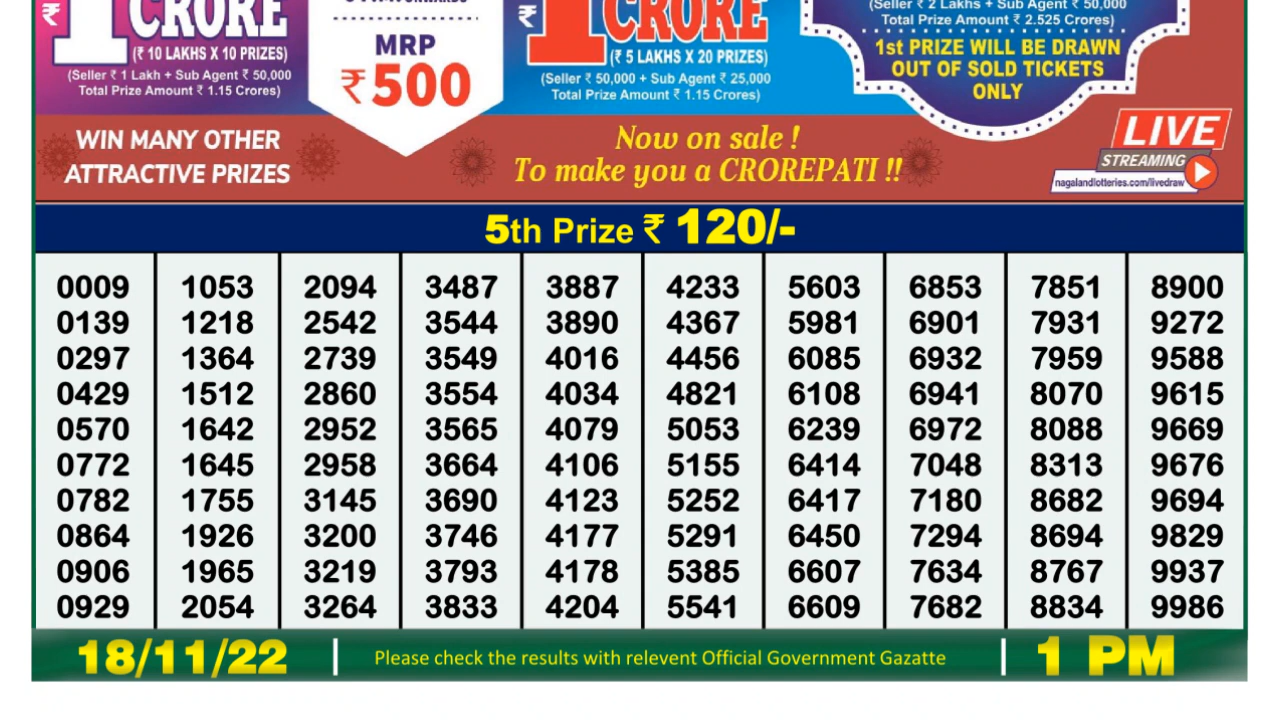 ₹ 1 CRORE
(₹ 10 LAKHS X 10 PRIZES)
(Seller ₹ 1 Lakh + Sub Agent ₹ 50,000
Total Prize Amount ₹ 1.15 Crores)
MRP
₹500
₹ 1 CRORE
(₹ 5 LAKHS X 20 PRIZES)
(Seller ₹ 50,000 + Sub Agent ₹ 25,000
Total Prize Amount ₹ 1.15 Crores)
(Seller ₹ 2 Lakhs + Sub Agent ₹ 50,000
Total Prize Amount ₹ 2.525 Crores)
1st PRIZE WILL BE DRAWN
OUT OF SOLD TICKETS
ONLY
WIN MANY OTHER
ATTRACTIVE PRIZES
Now on sale !
To make you a CROREPATI !!
LIVE
STREAMING
nagalandlotteries.com/livedraw
5th Prize ₹ 120/-
0009 1053 2094 3487 3887 4233 5603 6853 7851 8900
0139 1218 2542 3544 3890 4367 5981 6901 7931 9272
0297 1364 2739 3549 4016 4456 6085 6932 7959 9588
0429 1512 2860 3554 4034 4821 6108 6941 8070 9615
0570 1642 2952 3565 4079 5053 6239 6972 8088 9669
0772 1645 2958 3664 4106 5155 6414 7048 8313 9676
0782 1755 3145 3690 4123 5252 6417 7180 8682 9694
0864 1926 3200 3746 4177 5291 6450 7294 8694 9829
0906 1965 3219 3793 4178 5385 6607 7634 8767 9937
0929 2054 3264 3833 4204 5541 6609 7682 8834 9986
18/11/22 | Please check the results with relevent Official Government Gazatte | 1 PM